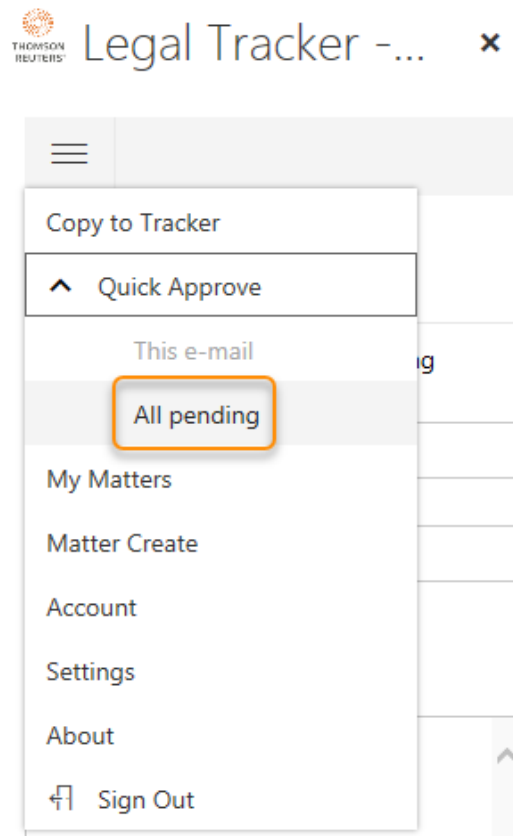 THOMSON
REUTERS®
Legal Tracker -...
Copy to Tracker
Quick Approve
This e-mail
ng
All pending
My Matters
Matter Create
Account
Settings
About
Sign Out